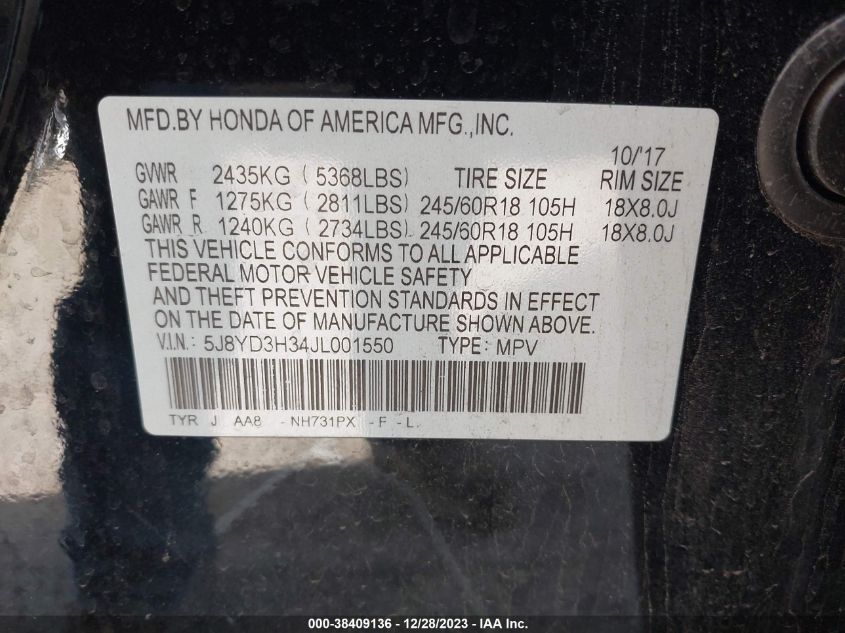 MFD.BY HONDA OF AMERICA MFG.,INC.
10/'17
GVWR 2435KG ( 5368LBS) TIRE SIZE RIM SIZE
GAWR F 1275KG ( 2811LBS) 245/60R18 105H 18X8.0J
GAWR R 1240KG ( 2734LBS) 245/60R18 105H 18X8.0J
THIS VEHICLE CONFORMS TO ALL APPLICABLE
FEDERAL MOTOR VEHICLE SAFETY
AND THEFT PREVENTION STANDARDS IN EFFECT
ON THE DATE OF MANUFACTURE SHOWN ABOVE.
V.I.N.: 5J8YD3H34JL001550 TYPE: MPV
TYR J AA8 - NH731PX - F - L
000-38409136 - 12/28/2023 - IAA Inc.